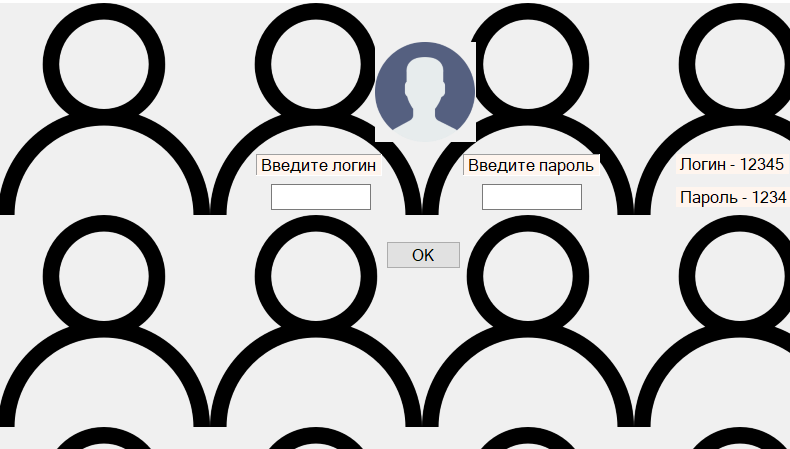 Введите логин
Введите пароль
Логин - 12345
Пароль - 1234
OK